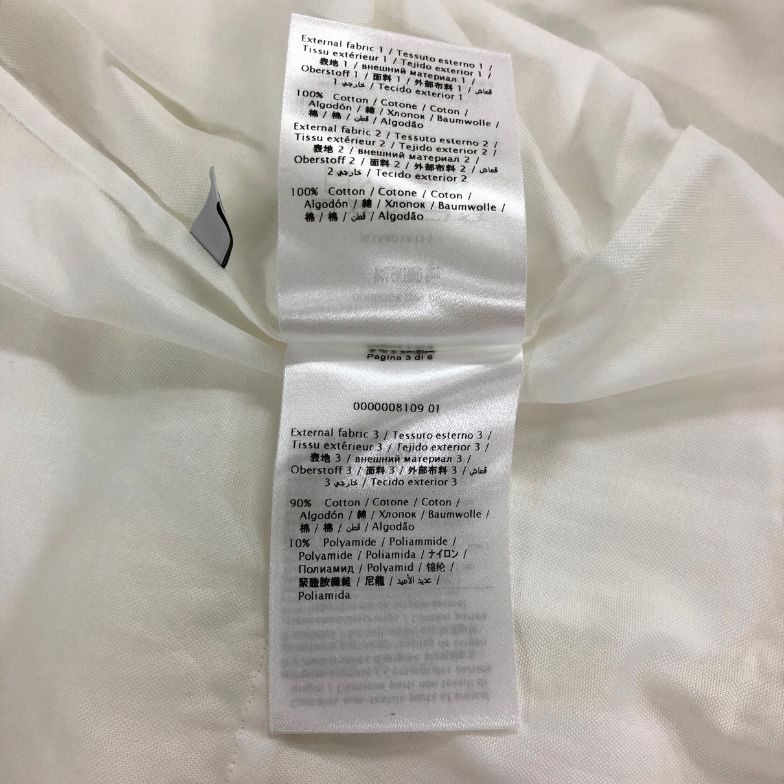 External fabric 1 / Tessuto esterno 1 /
Tissu extérieur 1 / Tejido exterior 1 /
表地 1 / внешний материал 1 /
Oberstoff 1 / 面料 1 / 外部布料 1 / قماش
خارجي 1 / Tecido exterior 1
100% Cotton / Cotone / Coton /
Algodón / 綿 / Хлопок / Baumwolle /
棉 / 棉 / قطن / Algodão
External fabric 2 / Tessuto esterno 2 /
Tissu extérieur 2 / Tejido exterior 2 /
表地 2 / внешний материал 2 /
Oberstoff 2 / 面料 2 / 外部布料 2 / قماش
خارجي 2 / Tecido exterior 2
100% Cotton / Cotone / Coton /
Algodón / 綿 / Хлопок / Baumwolle /
棉 / 棉 / قطن / Algodão
Pagina 3 di 6
0000008109 01
External fabric 3 / Tessuto esterno 3 /
Tissu extérieur 3 / Tejido exterior 3 /
表地 3 / внешний материал 3 /
Oberstoff 3 / 面料 3 / 外部布料 3 / قماش
خارجي 3 / Tecido exterior 3
90% Cotton / Cotone / Coton /
Algodón / 綿 / Хлопок / Baumwolle /
棉 / 棉 / قطن / Algodão
10% Polyamide / Poliammide /
Polyamide / Poliamida / ナイロン /
Полиамид / Polyamid / 锦纶 /
聚醯胺纖維 / 尼龍 / عديد الأميد /
Poliamida